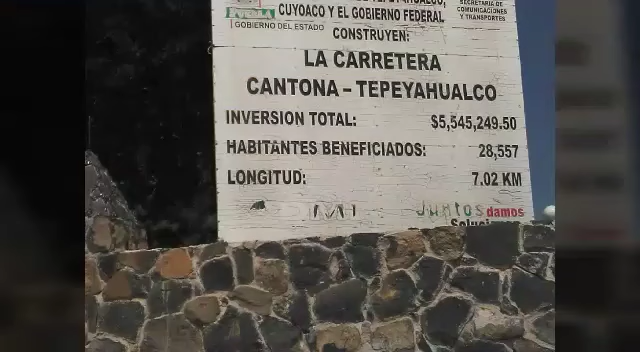 TEPEYAHUALCO,
CUYOACO Y EL GOBIERNO FEDERAL
SECRETARIA DE
COMUNICACIONES
Y TRANSPORTES
GOBIERNO DEL ESTADO
CONSTRUYEN:
LA CARRETERA
CANTONA – TEPEYAHUALCO
INVERSION TOTAL: $5,545,249.50
HABITANTES BENEFICIADOS: 28,557
LONGITUD: 7.02 KM
Juntos damos